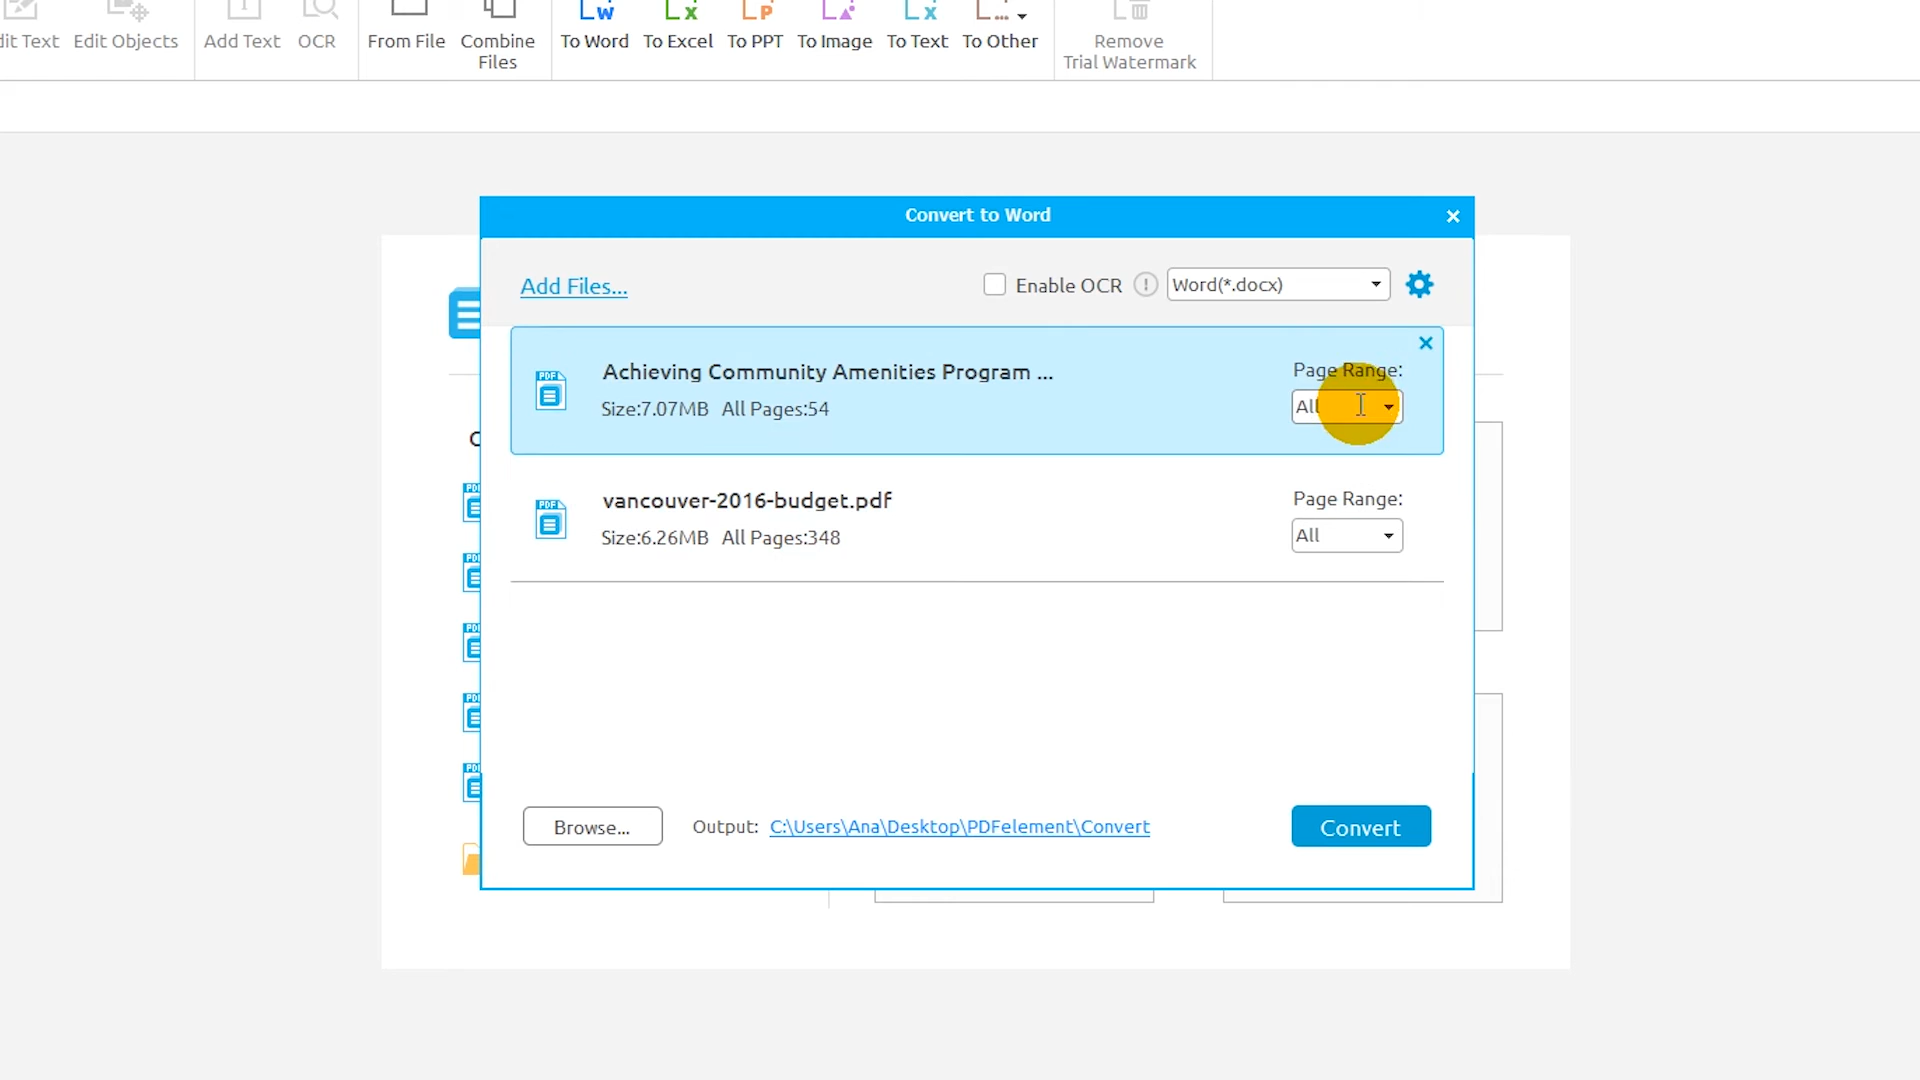 dit Text Edit Objects Add Text OCR From File Combine Files To Word To Excel To PPT To Image To Text To Other Remove Trial Watermark
Convert to Word
Add Files...
Enable OCR
Word(*.docx)
Achieving Community Amenities Program ...
Page Range:
Size:7.07MB All Pages:54
All
vancouver-2016-budget.pdf
Page Range:
Size:6.26MB All Pages:348
All
Browse...
Output: C:\Users\Ana\Desktop\PDFelement\Convert
Convert